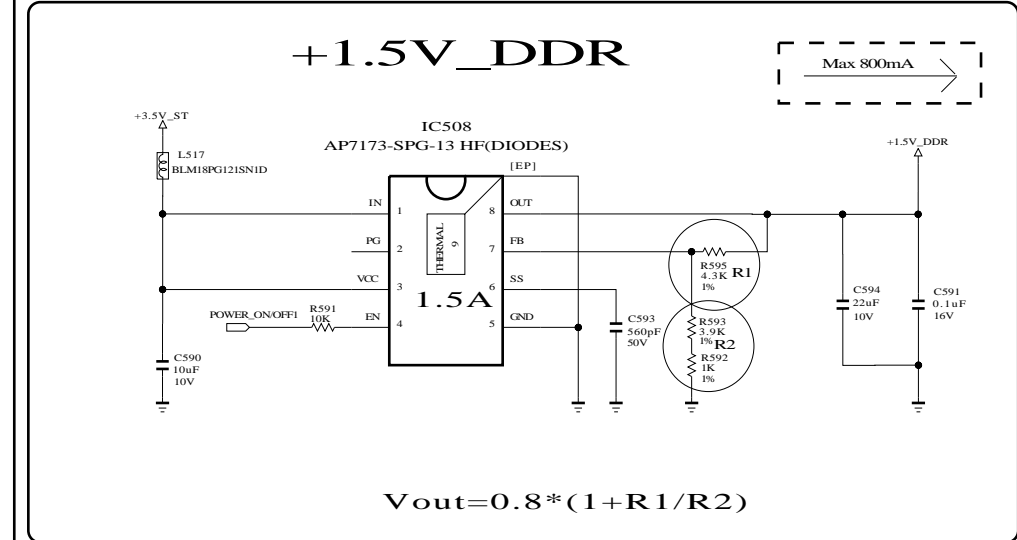 +1.5V_DDR
Max 800mA
+3.5V_ST
L517
BLM18PG121SN1D
IC508
AP7173-SPG-13 HF(DIODES)
[EP]
+1.5V_DDR
IN
1
8
OUT
THERMAL
9
PG
2
7
FB
VCC
3
6
SS
1.5A
EN
4
5
GND
POWER_ON/OFF1
R591
10K
C590
10uF
10V
C593
560pF
50V
R595
4.3K
1%
R1
R593
3.9K
1%
R2
R592
1K
1%
C594
22uF
10V
C591
0.1uF
16V
Vout=0.8*(1+R1/R2)